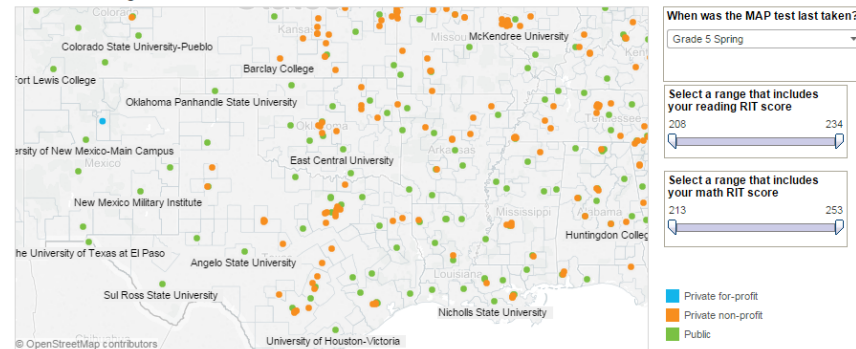 Colorado
Kansas
Missou
McKendree University
Colorado State University-Pueblo
Barclay College
Fort Lewis College
Oklahoma Panhandle State University
Oklahoma
Tennessee
ersity of New Mexico-Main Campus
Mexico
East Central University
Arkansas
New Mexico Military Institute
Mississippi
Alabama
Huntingdon Colleg
he University of Texas at El Paso
Angelo State University
Louisiana
Sul Ross State University
Nicholls State University
University of Houston-Victoria
© OpenStreetMap contributors
When was the MAP test last taken?
Grade 5 Spring
Select a range that includes
your reading RIT score
208 234
Select a range that includes
your math RIT score
213 253
Private for-profit
Private non-profit
Public